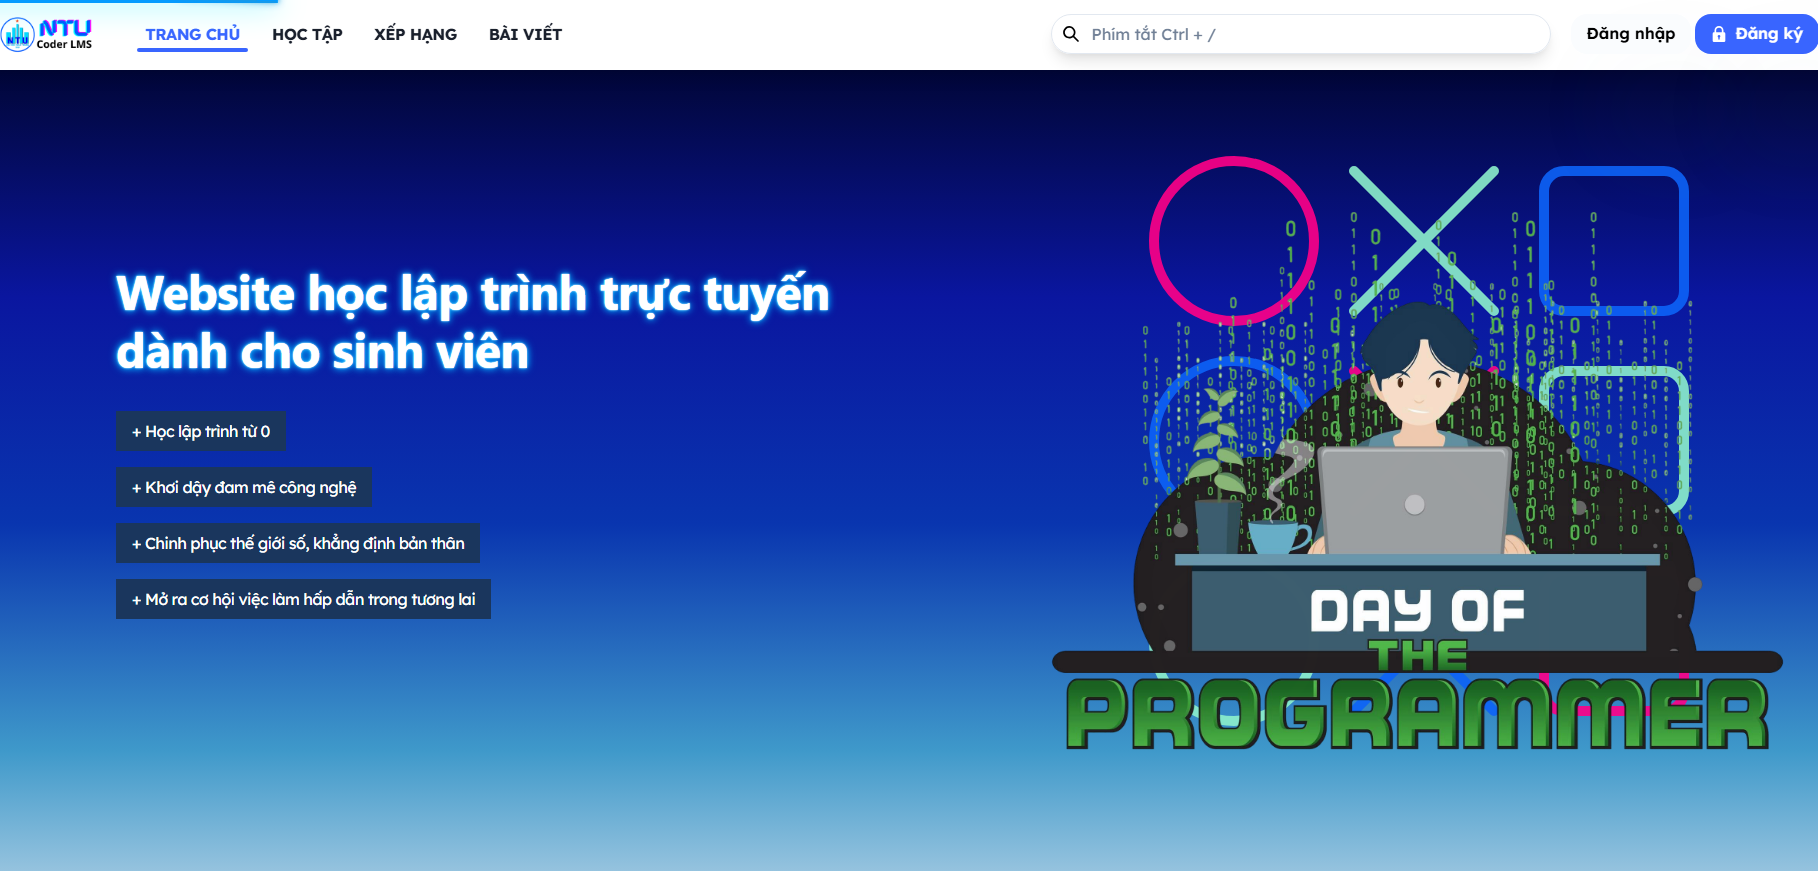 NTU
NTU
Coder LMS
TRANG CHỦ
HỌC TẬP
XẾP HẠNG
BÀI VIẾT
Phím tắt Ctrl + /
Đăng nhập
Đăng ký
Website học lập trình trực tuyến
dành cho sinh viên
+ Học lập trình từ 0
+ Khơi dậy đam mê công nghệ
+ Chinh phục thế giới số, khẳng định bản thân
+ Mở ra cơ hội việc làm hấp dẫn trong tương lai
DAY OF
THE
PROGRAMMER